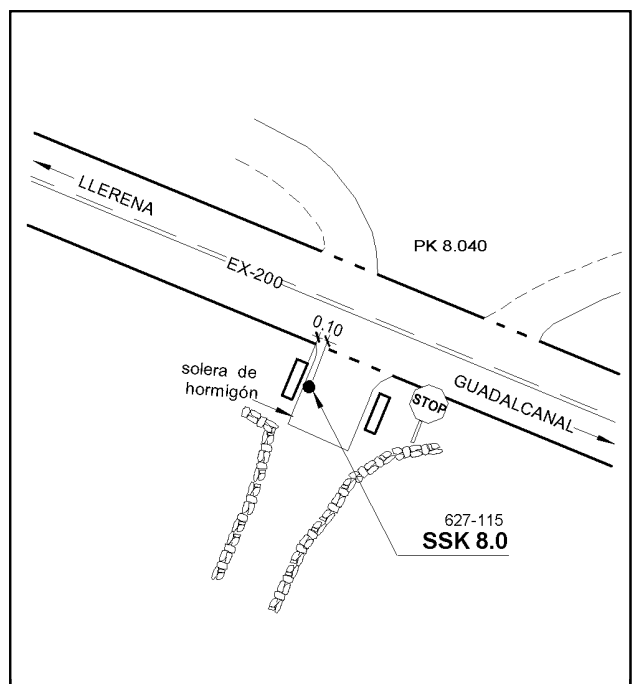 LLERENA
PK 8.040
EX-200
0.10
solera de
hormigón
GUADALCANAL
STOP
627-115
SSK 8.0